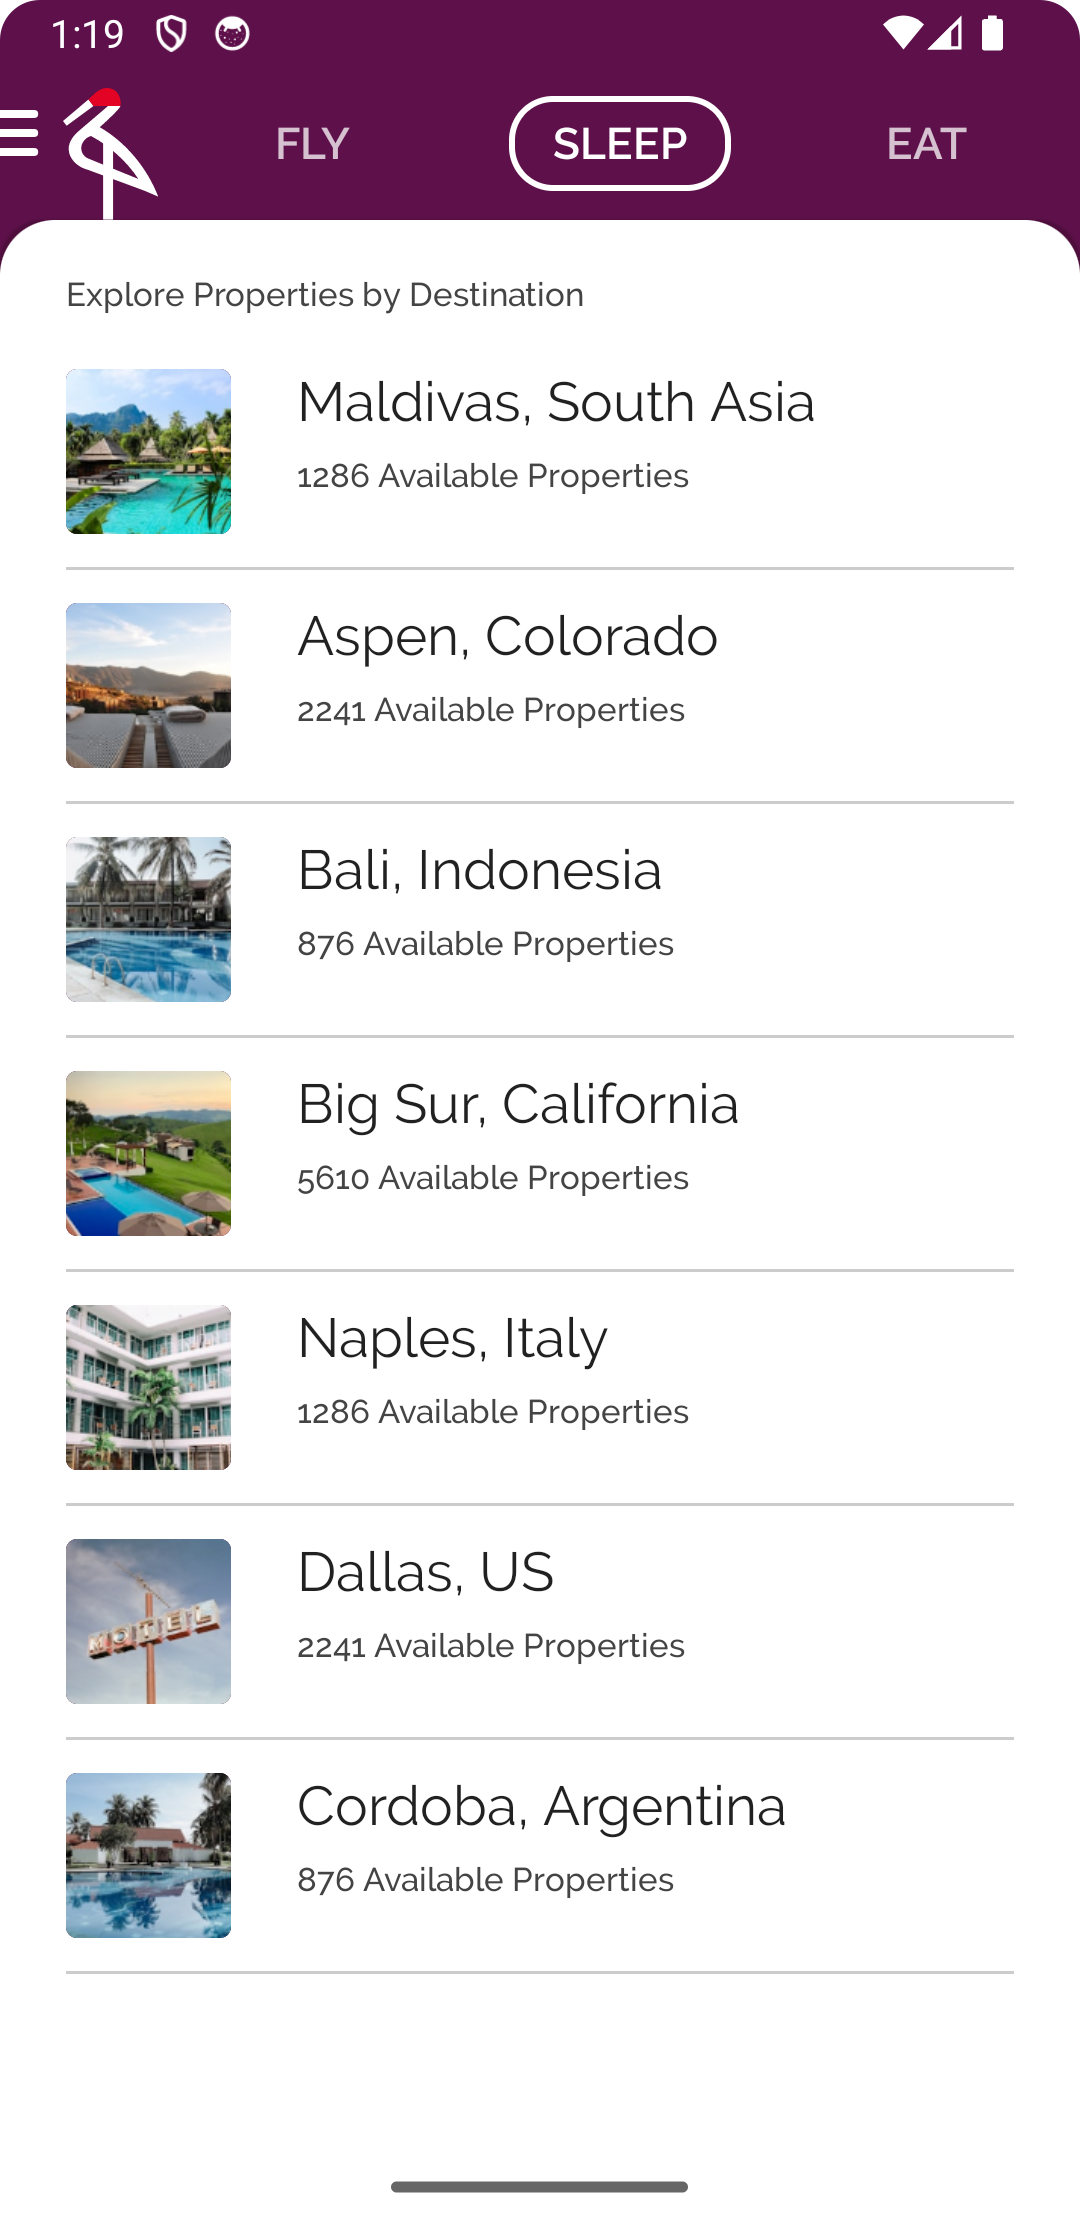 1:19
FLY
SLEEP
EAT
Explore Properties by Destination
Maldivas, South Asia
1286 Available Properties
Aspen, Colorado
2241 Available Properties
Bali, Indonesia
876 Available Properties
Big Sur, California
5610 Available Properties
Naples, Italy
1286 Available Properties
Dallas, US
2241 Available Properties
MOTEL
Cordoba, Argentina
876 Available Properties